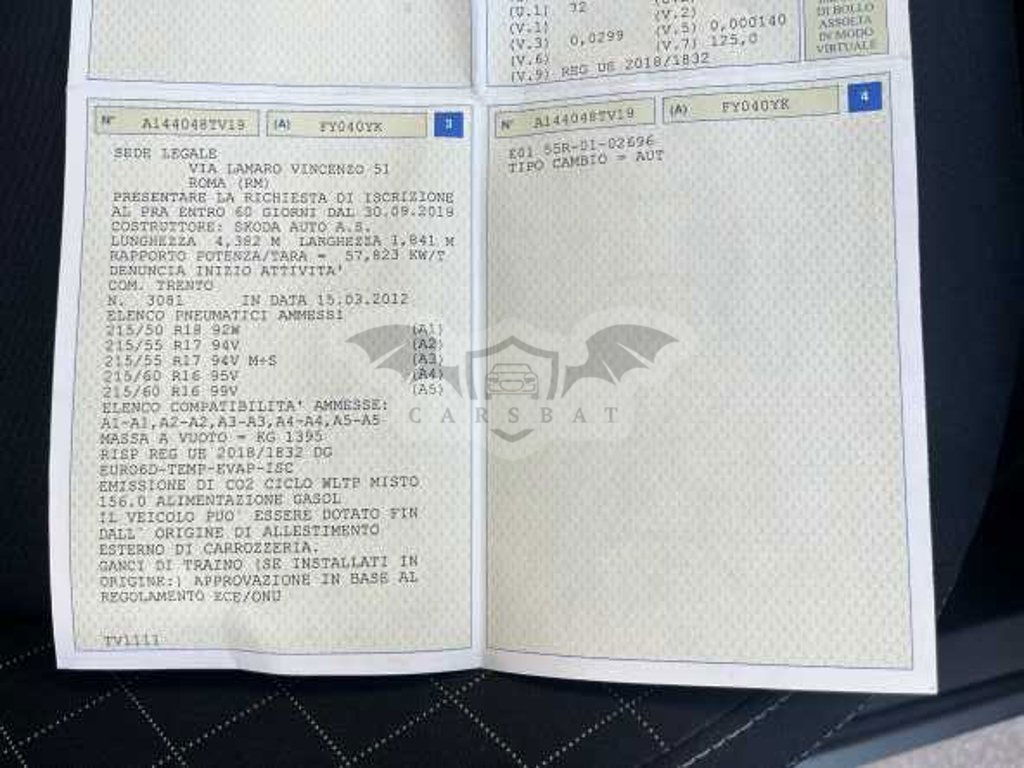 (U.1) 72
(V.1) (V.2)
(V.3) 0,0299 (V.5) 0,000140
(V.6) (V.7) 125,0
(V.9) REG UE 2018/1832
DI BOLLO
ASSOLTA
IN MODO
VIRTUALE
N° A144048TV19 (A) FY040YK 3
SEDE LEGALE
VIA LAMARO VINCENZO 51
ROMA (RM)
PRESENTARE LA RICHIESTA DI ISCRIZIONE
AL PRA ENTRO 60 GIORNI DAL 30.09.2019
COSTRUTTORE: SKODA AUTO A.S.
LUNGHEZZA 4,382 M LARGHEZZA 1,841 M
RAPPORTO POTENZA/TARA = 57,823 KW/T
DENUNCIA INIZIO ATTIVITA'
COM. TRENTO
N. 3081 IN DATA 15.03.2012
ELENCO PNEUMATICI AMMESSI
215/50 R18 92W (A1)
215/55 R17 94V (A2)
215/55 R17 94V M+S (A3)
215/60 R16 95V (A4)
215/60 R16 99V (A5)
ELENCO COMPATIBILITA' AMMESSE:
A1-A1,A2-A2,A3-A3,A4-A4,A5-A5
MASSA A VUOTO = KG 1395
RISP REG UE 2018/1832 DG
EURO6D-TEMP-EVAP-ISC
EMISSIONE DI CO2 CICLO WLTP MISTO
156.0 ALIMENTAZIONE GASOL
IL VEICOLO PUO' ESSERE DOTATO FIN
DALL' ORIGINE DI ALLESTIMENTO
ESTERNO DI CARROZZERIA.
GANCI DI TRAINO (SE INSTALLATI IN
ORIGINE:) APPROVAZIONE IN BASE AL
REGOLAMENTO ECE/ONU
TV1111
N° A144048TV19 (A) FY040YK 4
E01 55R-01-02696
TIPO CAMBIO = AUT
CARSBAT